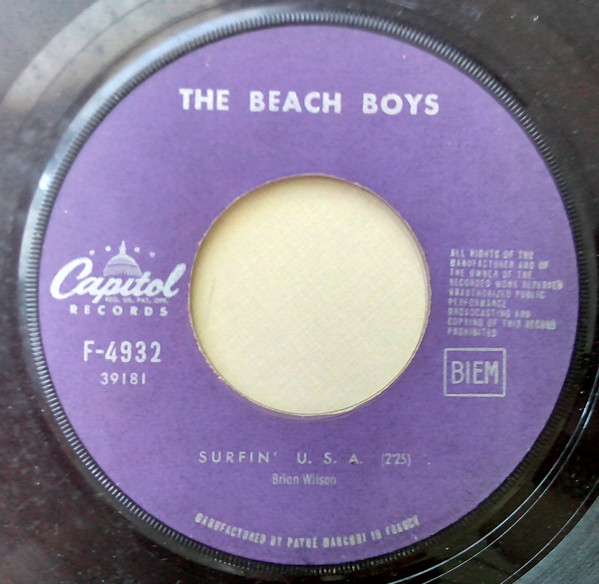 THE BEACH BOYS
Capitol
REG. US. PAT. OFF.
RECORDS
F-4932
39181
ALL RIGHTS OF THE
MANUFACTURER AND OF
THE OWNER OF THE
RECORDED WORK RESERVED
UNAUTHORIZED PUBLIC
PERFORMANCE
BROADCASTING AND
COPYING OF THIS RECORD
PROHIBITED
BIEM
SURFIN' U. S. A. (2'25)
Brian Wilson
MANUFACTURED BY PATHÉ MARCONI IN FRANCE